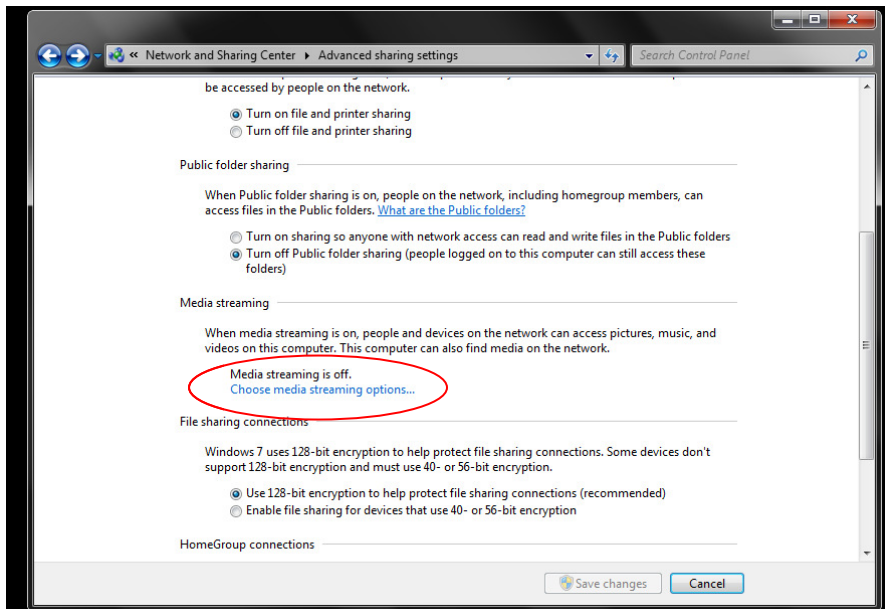 « Network and Sharing Center ▸ Advanced sharing settings
Search Control Panel
be accessed by people on the network.
Turn on file and printer sharing
Turn off file and printer sharing
Public folder sharing
When Public folder sharing is on, people on the network, including homegroup members, can
access files in the Public folders. What are the Public folders?
Turn on sharing so anyone with network access can read and write files in the Public folders
Turn off Public folder sharing (people logged on to this computer can still access these
folders)
Media streaming
When media streaming is on, people and devices on the network can access pictures, music, and
videos on this computer. This computer can also find media on the network.
Media streaming is off.
Choose media streaming options...
File sharing connections
Windows 7 uses 128-bit encryption to help protect file sharing connections. Some devices don't
support 128-bit encryption and must use 40- or 56-bit encryption.
Use 128-bit encryption to help protect file sharing connections (recommended)
Enable file sharing for devices that use 40- or 56-bit encryption
HomeGroup connections
Save changes
Cancel